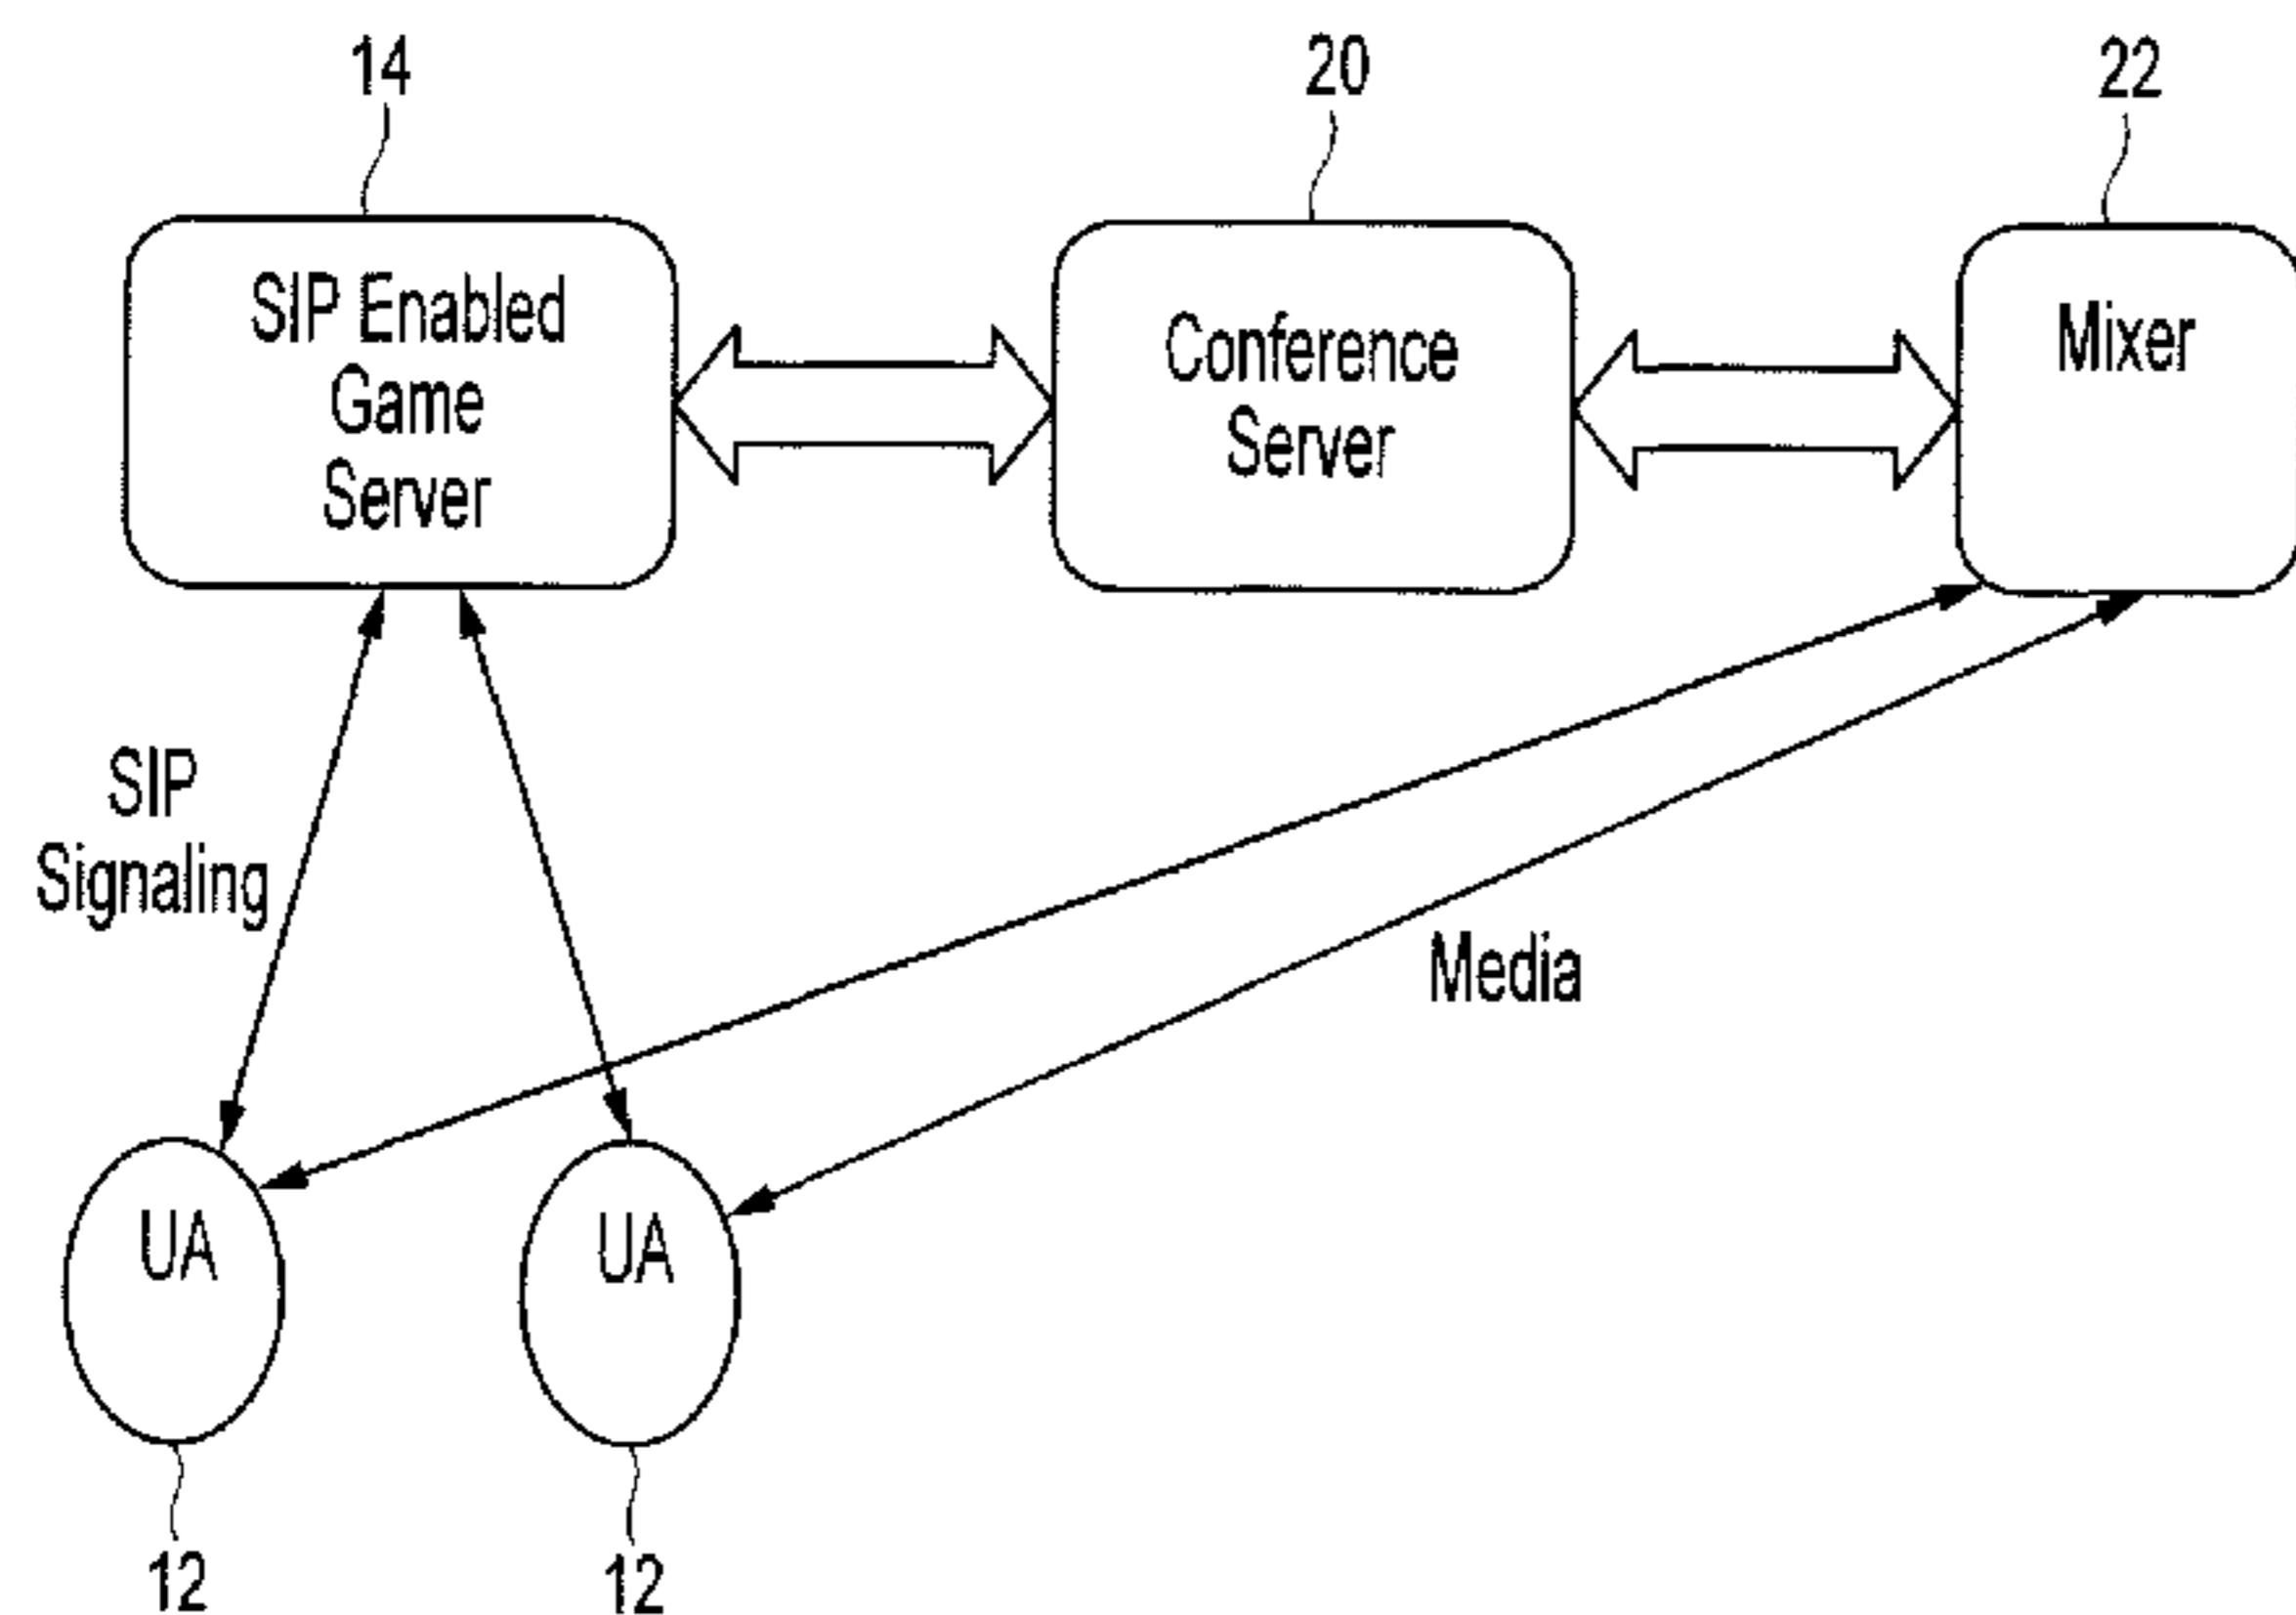 14
20
22
SIP Enabled
Game
Server
Conference
Server
Mixer
SIP
Signaling
Media
UA
UA
12
12